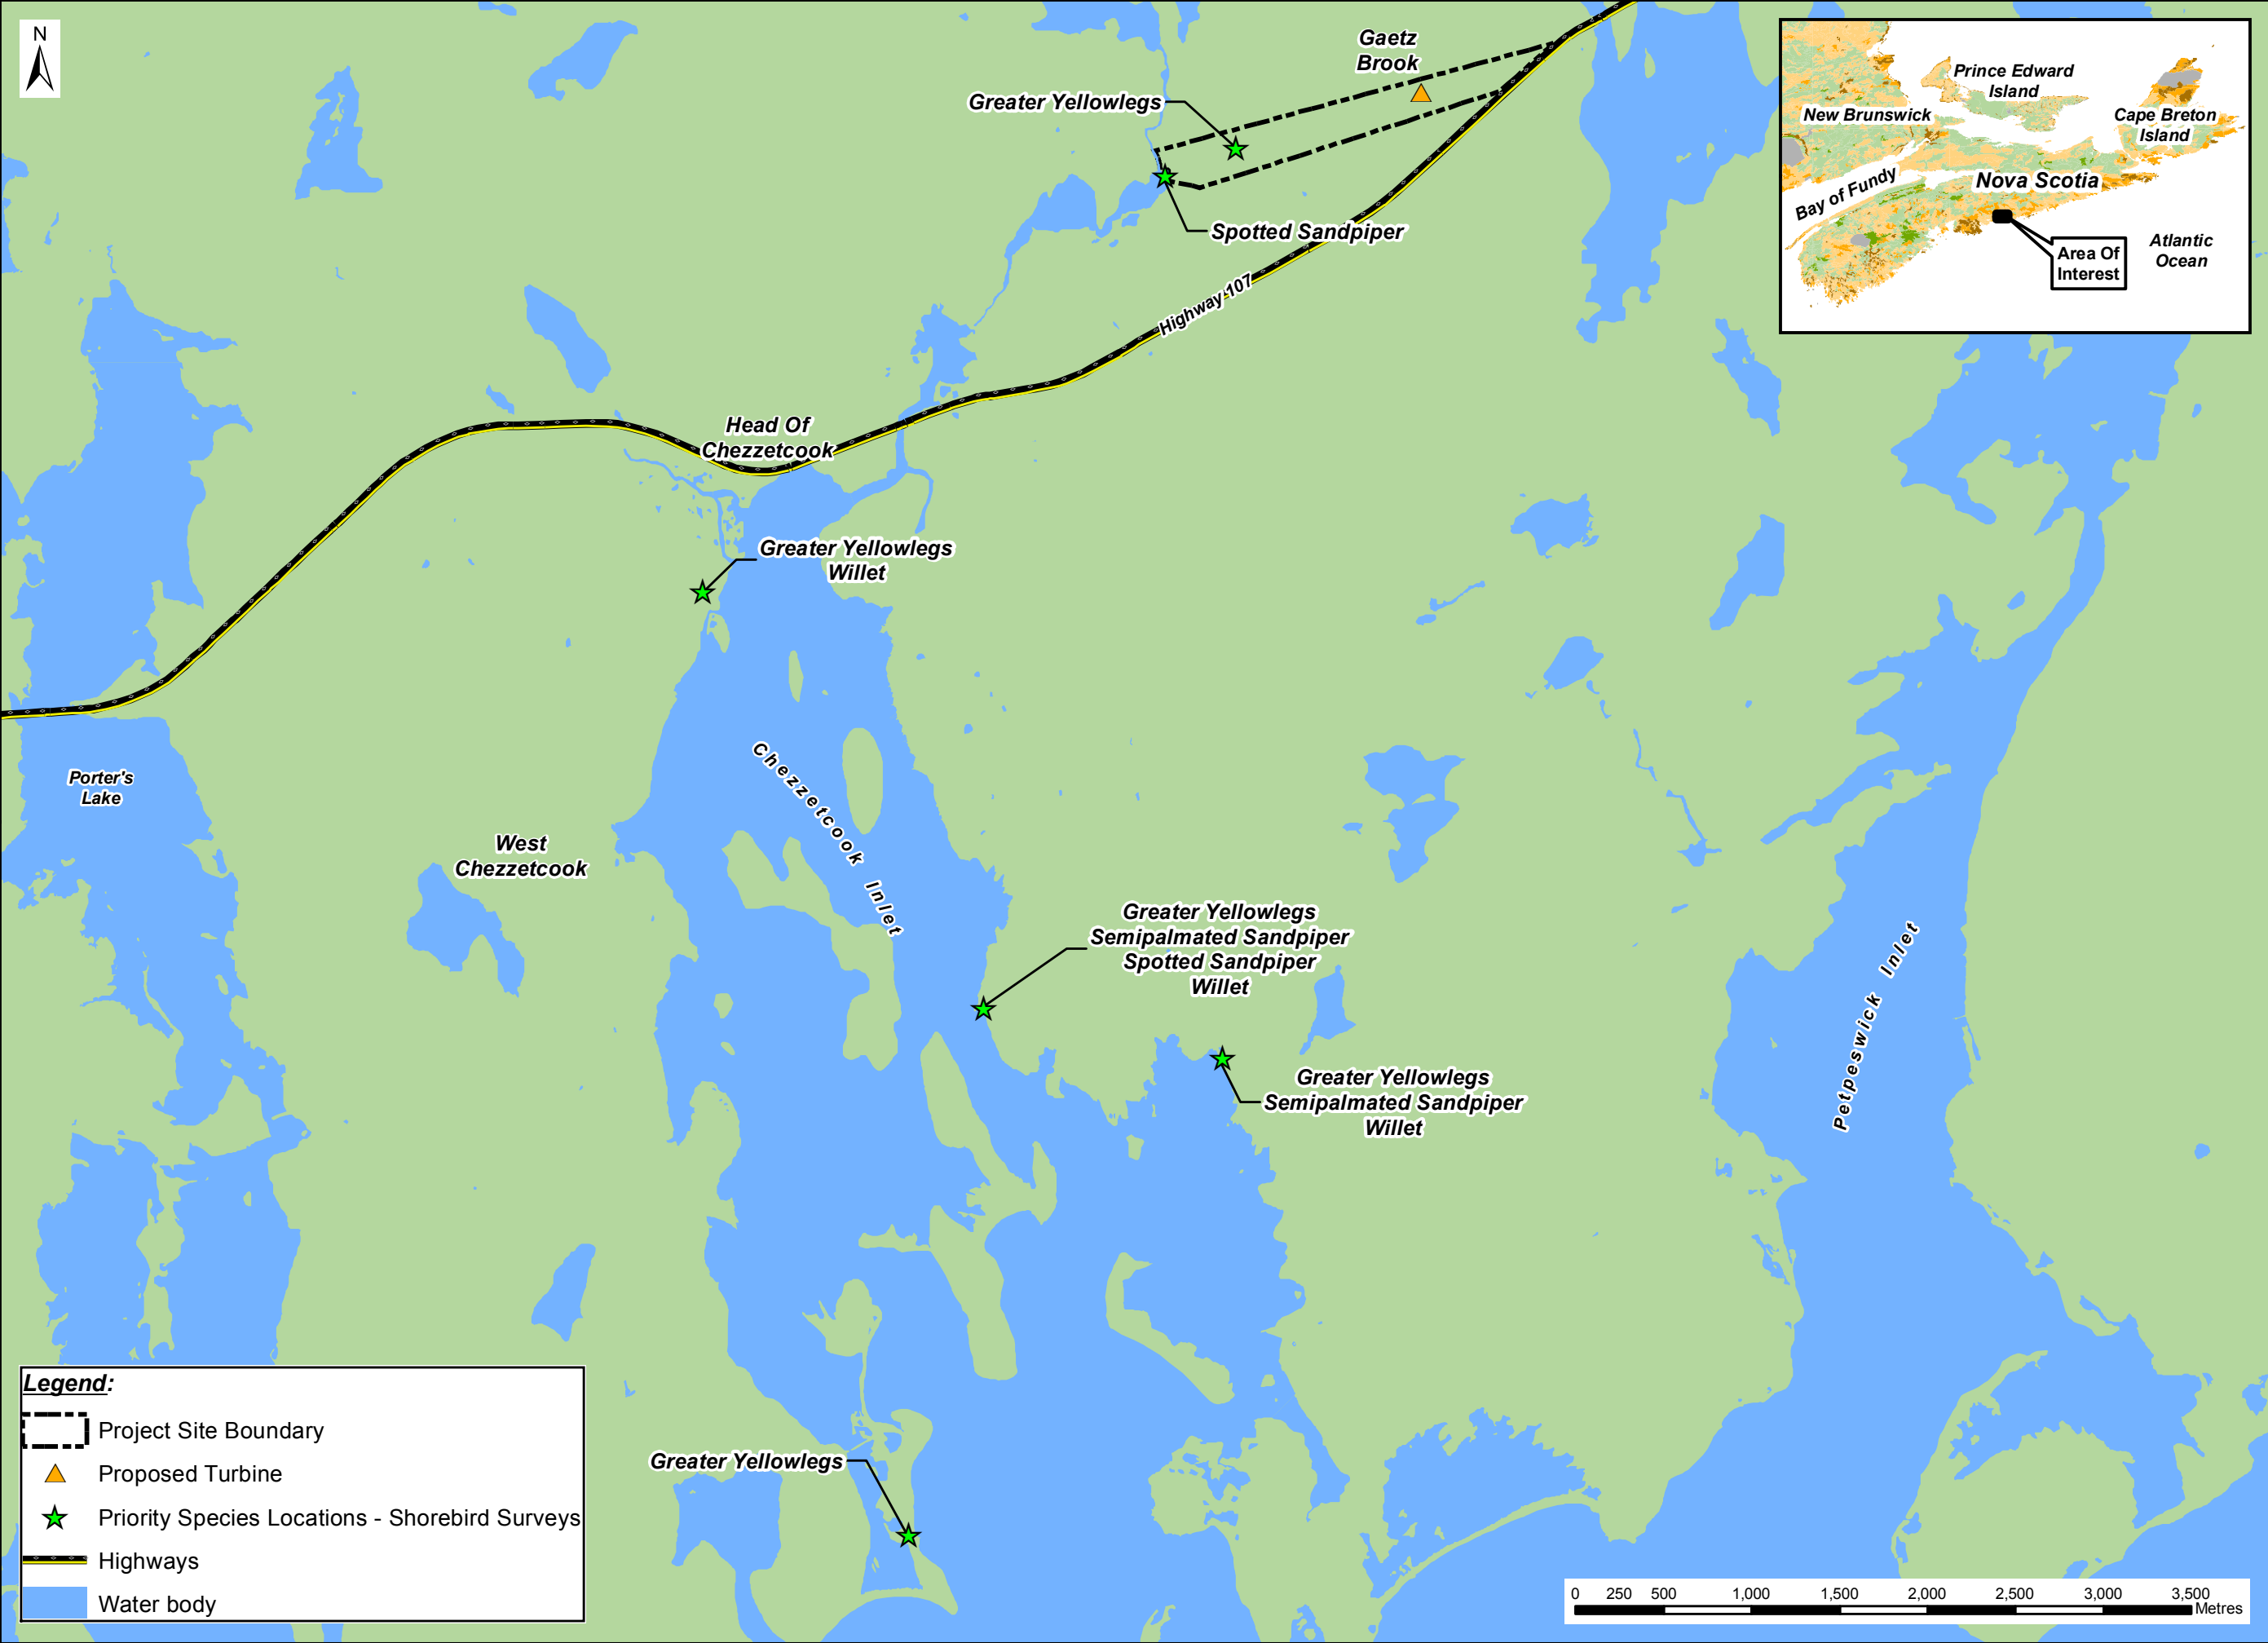 N
Gaetz
Brook
Greater Yellowlegs
Spotted Sandpiper
Highway 107
Prince Edward
Island
New Brunswick
Cape Breton
Island
Bay of Fundy
Nova Scotia
Atlantic
Ocean
Area Of
Interest
Head Of
Chezzetcook
Greater Yellowlegs
Willet
Porter's
Lake
Chezzetcook Inlet
West
Chezzetcook
Greater Yellowlegs
Semipalmated Sandpiper
Spotted Sandpiper
Willet
Petpeswick Inlet
Greater Yellowlegs
Semipalmated Sandpiper
Willet
Greater Yellowlegs
Legend:
Project Site Boundary
Proposed Turbine
Priority Species Locations - Shorebird Surveys
Highways
Water body
0 250 500 1,000 1,500 2,000 2,500 3,000 3,500
Metres